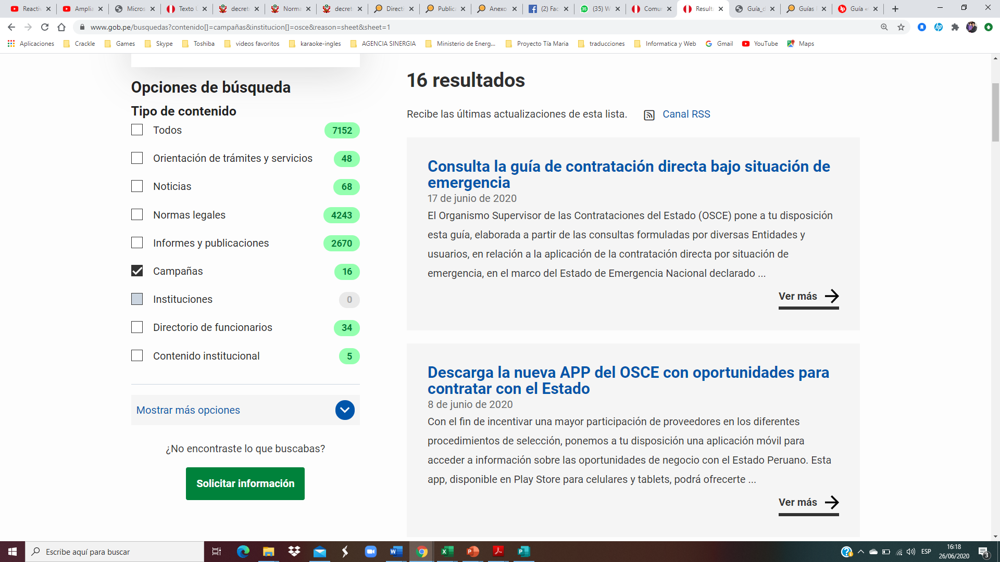 Reacti
Amplia
Micros
Texto U
decret
Norma
decret
Directi
Publica
Anexo
(2) Fac
(35) W
Comu
Result
Guía_c
Guías
Guía «
www.gob.pe/busquedas?contenido[]=campañas&institucion[]=osce&reason=sheet&sheet=1
Aplicaciones
Crackle
Games
Skype
Toshiba
videos favoritos
karaoke-ingles
AGENCIA SINERGIA
Ministerio de Energ...
Proyecto Tía Maria
traducciones
Informatica y Web
Gmail
YouTube
Maps
Opciones de búsqueda
Tipo de contenido
Todos 7152
Orientación de trámites y servicios 48
Noticias 68
Normas legales 4243
Informes y publicaciones 2670
Campañas 16
Instituciones 0
Directorio de funcionarios 34
Contenido institucional 5
Mostrar más opciones
¿No encontraste lo que buscabas?
Solicitar información
16 resultados
Recibe las últimas actualizaciones de esta lista. Canal RSS
Consulta la guía de contratación directa bajo situación de
emergencia
17 de junio de 2020
El Organismo Supervisor de las Contrataciones del Estado (OSCE) pone a tu disposición
esta guía, elaborada a partir de las consultas formuladas por diversas Entidades y
usuarios, en relación a la aplicación de la contratación directa por situación de
emergencia, en el marco del Estado de Emergencia Nacional declarado ...
Ver más
Descarga la nueva APP del OSCE con oportunidades para
contratar con el Estado
8 de junio de 2020
Con el fin de incentivar una mayor participación de proveedores en los diferentes
procedimientos de selección, ponemos a tu disposición una aplicación móvil para
acceder a información sobre las oportunidades de negocio con el Estado Peruano. Esta
app, disponible en Play Store para celulares y tablets, podrá ofrecerte ...
Ver más
Escribe aquí para buscar
ESP
16:18
26/06/2020
3